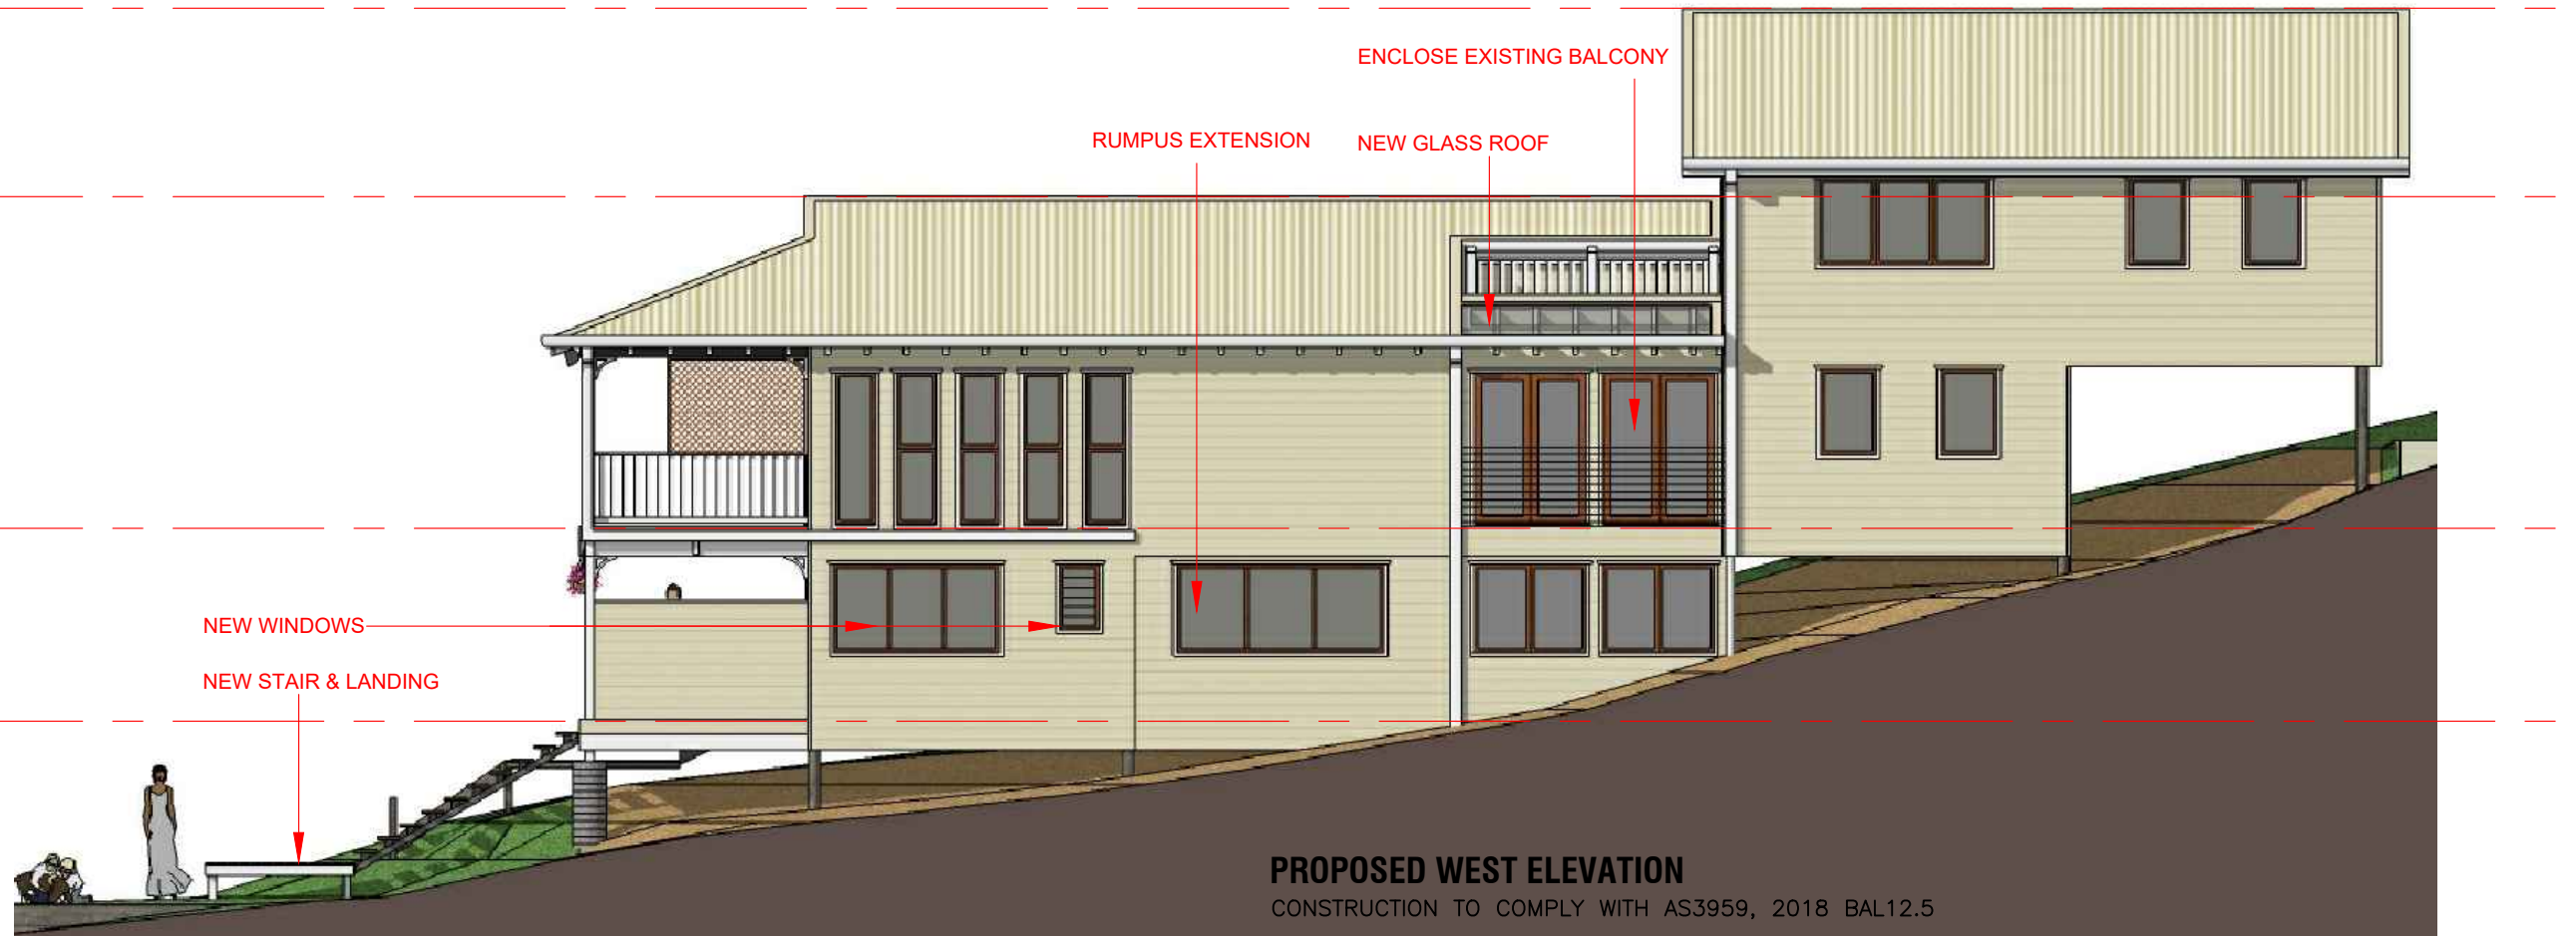 ENCLOSE EXISTING BALCONY
RUMPUS EXTENSION
NEW GLASS ROOF
NEW WINDOWS
NEW STAIR & LANDING
PROPOSED WEST ELEVATION
CONSTRUCTION TO COMPLY WITH AS3959, 2018 BAL12.5